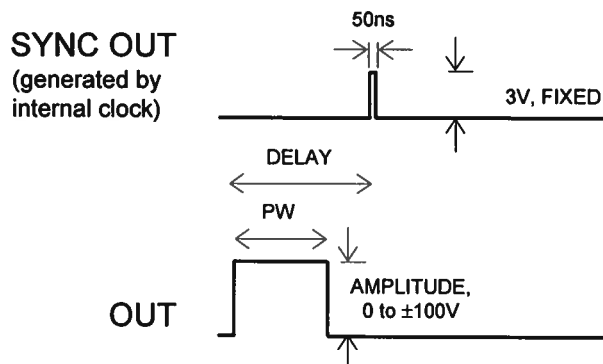 50ns
SYNC OUT
(generated by
internal clock)
3V, FIXED
DELAY
PW
AMPLITUDE,
0 to ±100V
OUT